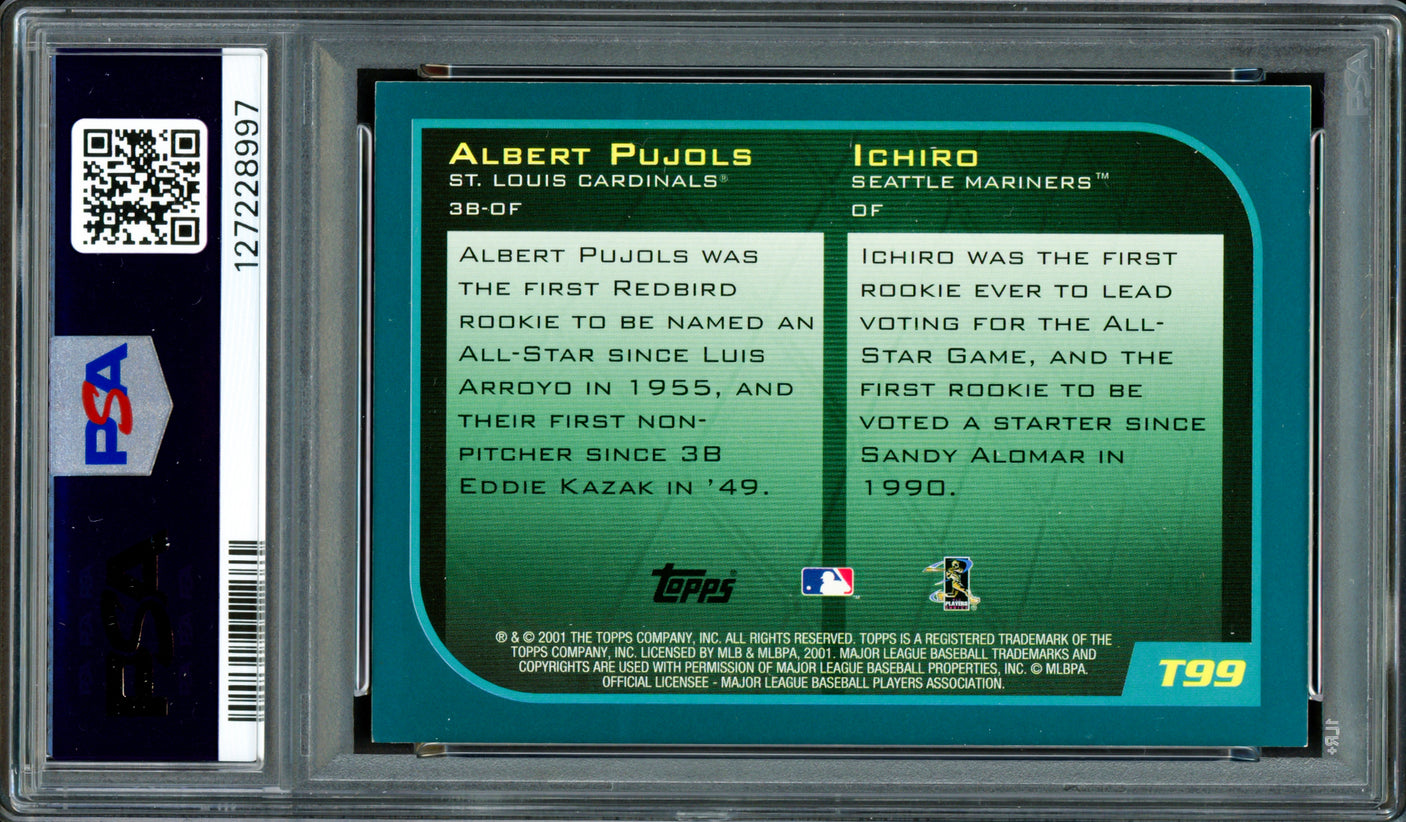 127228997
PSA
PSA
ALBERT PUJOLS
ST. LOUIS CARDINALS®
3B-OF
ALBERT PUJOLS WAS
THE FIRST REDBIRD
ROOKIE TO BE NAMED AN
ALL-STAR SINCE LUIS
ARROYO IN 1955, AND
THEIR FIRST NON-
PITCHER SINCE 3B
EDDIE KAZAK IN '49.
ICHIRO
SEATTLE MARINERS™
OF
ICHIRO WAS THE FIRST
ROOKIE EVER TO LEAD
VOTING FOR THE ALL-
STAR GAME, AND THE
FIRST ROOKIE TO BE
VOTED A STARTER SINCE
SANDY ALOMAR IN
1990.
topps®
PLAYERS
® & © 2001 THE TOPPS COMPANY, INC. ALL RIGHTS RESERVED. TOPPS IS A REGISTERED TRADEMARK OF THE
TOPPS COMPANY, INC. LICENSED BY MLB & MLBPA, 2001. MAJOR LEAGUE BASEBALL TRADEMARKS AND
COPYRIGHTS ARE USED WITH PERMISSION OF MAJOR LEAGUE BASEBALL PROPERTIES, INC. © MLBPA.
OFFICIAL LICENSEE - MAJOR LEAGUE BASEBALL PLAYERS ASSOCIATION.
T99
PSA
1LR+